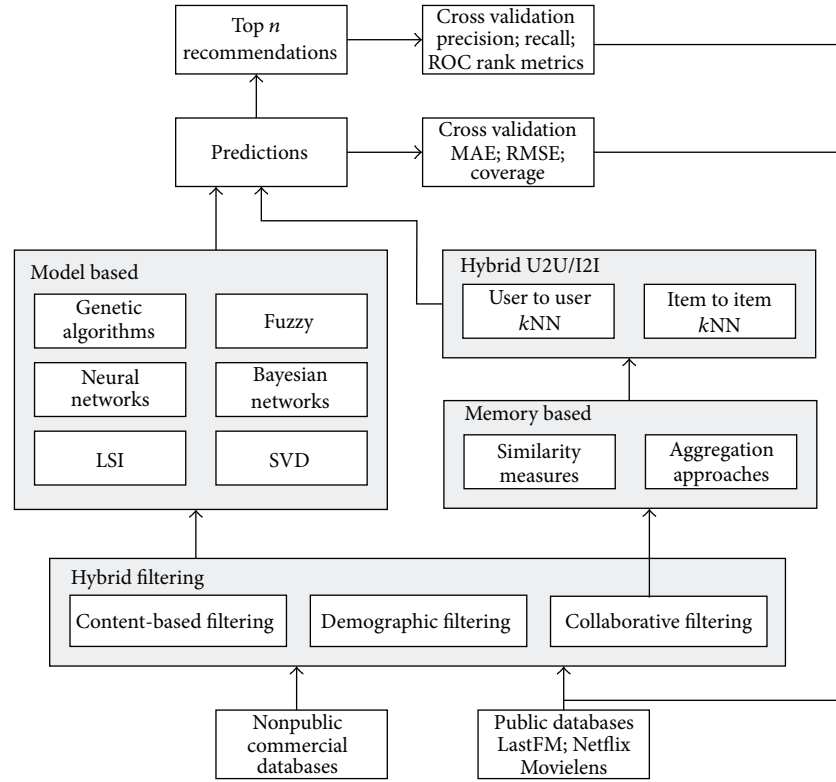 Top n
recommendations
Cross validation
precision; recall;
ROC rank metrics
Predictions
Cross validation
MAE; RMSE;
coverage
Model based
Genetic
algorithms
Fuzzy
Neural
networks
Bayesian
networks
LSI
SVD
Hybrid U2U/I2I
User to user
kNN
Item to item
kNN
Memory based
Similarity
measures
Aggregation
approaches
Hybrid filtering
Content-based filtering
Demographic filtering
Collaborative filtering
Nonpublic
commercial
databases
Public databases
LastFM; Netflix
Movielens